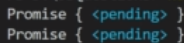 Promise { <pending> }
Promise { <pending> }